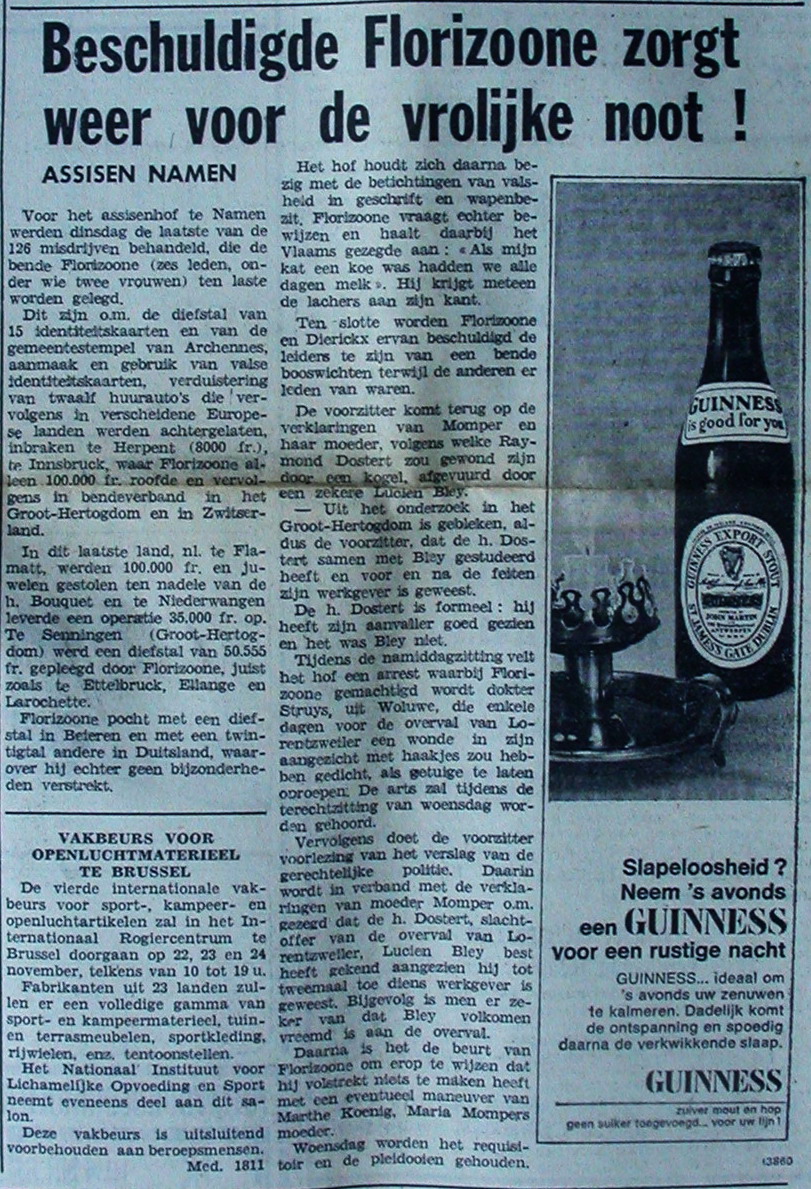 Beschuldigde Florizoone zorgt
weer voor de vrolijke noot !
ASSISEN NAMEN
Voor het assisenhof te Namen
werden dinsdag de laatste van de
126 misdrijven behandeld, die de
bende Florizoone (zes leden, on-
der wie twee vrouwen) ten laste
worden gelegd.
Dit zijn o.m. de diefstal van
15 identiteitskaarten en van de
gemeentestempel van Archennes,
aanmaak en gebruik van valse
identiteitskaarten, verduistering
van twaalf huurauto's die ver-
volgens in verscheidene Europe-
se landen werden achtergelaten,
inbraken te Herpent (8000 fr.),
te Innsbruck, waar Florizoone al-
leen 100.000 fr. roofde en vervol-
gens in bendeverband in het
Groot-Hertogdom en in Zwitser-
land.
In dit laatste land, nl. te Fla-
matt, werden 100.000 fr. en ju-
welen gestolen ten nadele van de
h. Bouquet en te Niederwangen
leverde een operatie 35.000 fr. op.
Te Senningen (Groot-Hertog-
dom) werd een diefstal van 50.555
fr. gepleegd door Florizoone, juist
zoals te Ettelbruck, Ellange en
Larochette.
Florizoone pocht met een dief-
stal in Beieren en met een twin-
tigtal andere in Duitsland, waar-
over hij echter geen bijzonderhe-
den verstrekt.
VAKBEURS VOOR
OPENLUCHTMATERIEEL
TE BRUSSEL
De vierde internationale vak-
beurs voor sport-, kampeer- en
openluchtartikelen zal in het In-
ternationaal Rogiercentrum te
Brussel doorgaan op 22, 23 en 24
november, telkens van 10 tot 19 u.
Fabrikanten uit 23 landen zul-
len er een volledige gamma van
sport- en kampeermaterieel, tuin-
en terrasmeubelen, sportkleding,
rijwielen, enz. tentoonstellen.
Het Nationaal Instituut voor
Lichamelijke Opvoeding en Sport
neemt eveneens deel aan dit sa-
lon.
Deze vakbeurs is uitsluitend
voorbehouden aan beroepsmensen.
Med. 1811
Het hof houdt zich daarna be-
zig met de betichtingen van vals-
heid in geschrift en wapenbe-
zit. Florizoone vraagt echter be-
wijzen en haalt daarbij het
Vlaams gezegde aan : « Als mijn
kat een koe was hadden we alle
dagen melk ». Hij krijgt meteen
de lachers aan zijn kant.
Ten slotte worden Florizoone
en Dierickx ervan beschuldigd de
leiders te zijn van een bende
booswichten terwijl de anderen er
leden van waren.
De voorzitter komt terug op de
verklaringen van Momper en
haar moeder, volgens welke Ray-
mond Dostert zou gewond zijn
door een kogel, afgevuurd door
een zekere Lucien Bley.
— Uit het onderzoek in het
Groot-Hertogdom is gebleken, al-
dus de voorzitter, dat de h. Dos-
tert samen met Bley gestudeerd
heeft en voor en na de feiten
zijn werkgever is geweest.
De h. Dostert is formeel : hij
heeft zijn aanvaller goed gezien
en het was Bley niet.
Tijdens de namiddagzitting velt
het hof een arrest waarbij Flori-
zoone gemachtigd wordt dokter
Struys, uit Woluwe, die enkele
dagen voor de overval van Lo-
rentzweiler een wonde in zijn
aangezicht met haakjes zou heb-
ben gedicht, als getuige te laten
oproepen. De arts zal tijdens de
terechtzitting van woensdag wor-
den gehoord.
Vervolgens doet de voorzitter
voorlezing van het verslag van de
gerechtelijke politie. Daarin
wordt in verband met de verkla-
ringen van moeder Momper o.m.
gezegd dat de h. Dostert, slacht-
offer van de overval van Lo-
rentzweiler, Lucien Bley best
heeft gekend aangezien hij tot
tweemaal toe diens werkgever is
geweest. Bijgevolg is men er ze-
ker van dat Bley volkomen
vreemd is aan de overval.
Daarna is het de beurt van
Florizoone om erop te wijzen dat
hij volstrekt niets te maken heeft
met een eventueel maneuver van
Marthe Koenig, Maria Mompers
moeder.
Woensdag worden het requisi-
toir en de pleidooien gehouden.
GUINNESS
is good for you
GUINNESS EXPORT STOUT
JOHN MARTIN
ANTWERPEN
ST JAMES'S GATE DUBLIN
Slapeloosheid ?
Neem 's avonds
een GUINNESS
voor een rustige nacht
GUINNESS... ideaal om
's avonds uw zenuwen
te kalmeren. Dadelijk komt
de ontspanning en spoedig
daarna de verkwikkende slaap.
GUINNESS
zuiver mout en hop
geen suiker toegevoegd... voor uw lijn !
13860